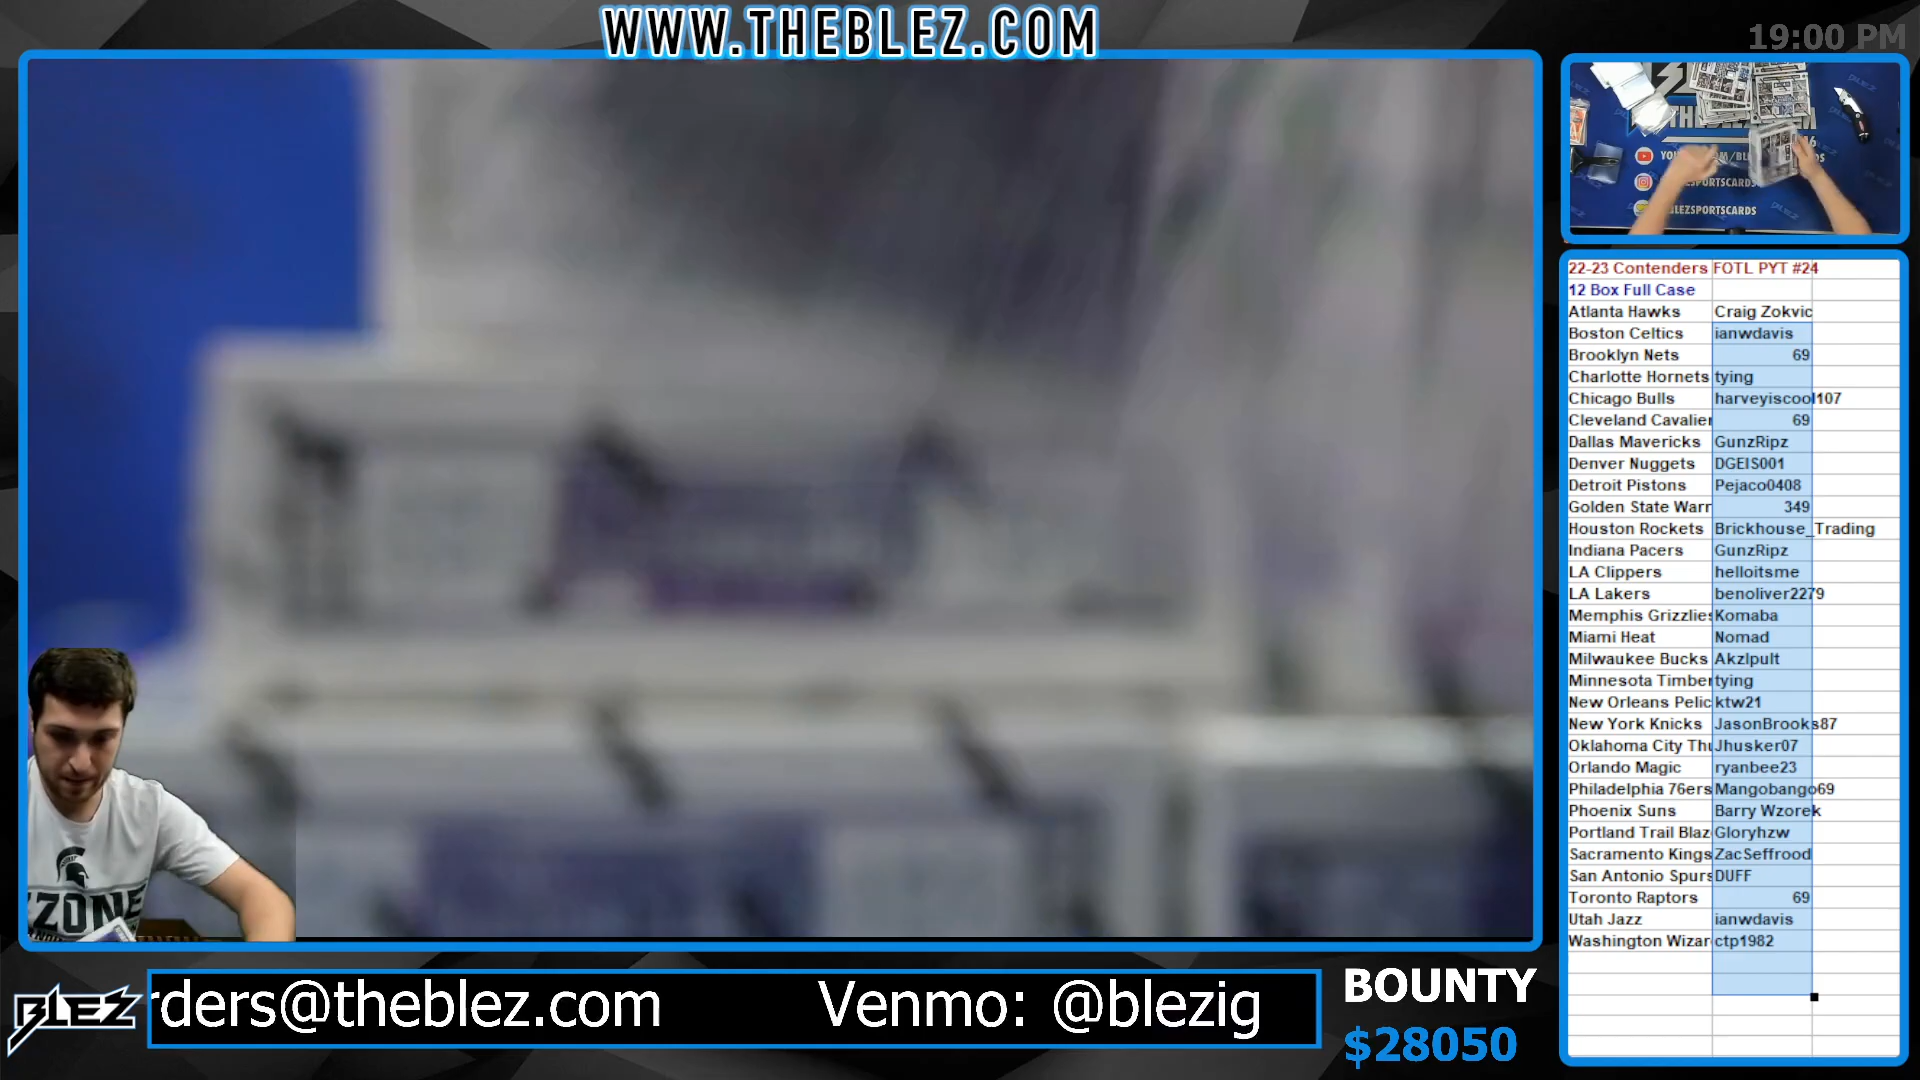 WWW.THEBLEZ.COM
19:00 PM
22-23 Contenders FOTL PYT #24
12 Box Full Case
Atlanta Hawks Craig Zokvic
Boston Celtics ianwdavis
Brooklyn Nets 69
Charlotte Hornets tying
Chicago Bulls harveyiscool107
Cleveland Cavalier 69
Dallas Mavericks GunzRipz
Denver Nuggets DGEIS001
Detroit Pistons Pejaco0408
Golden State Warr 349
Houston Rockets Brickhouse_Trading
Indiana Pacers GunzRipz
LA Clippers helloitsme
LA Lakers benoliver2279
Memphis Grizzlies Komaba
Miami Heat Nomad
Milwaukee Bucks Akzlpult
Minnesota Timber tying
New Orleans Pelic ktw21
New York Knicks JasonBrooks87
Oklahoma City Thu Jhusker07
Orlando Magic ryanbee23
Philadelphia 76ers Mangobango69
Phoenix Suns Barry Wzorek
Portland Trail Blaz Gloryhzw
Sacramento Kings ZacSeffrood
San Antonio Spurs DUFF
Toronto Raptors 69
Utah Jazz ianwdavis
Washington Wizar ctp1982
ZONE
BLEZ
rders@theblez.com Venmo: @blezig
BOUNTY
$28050